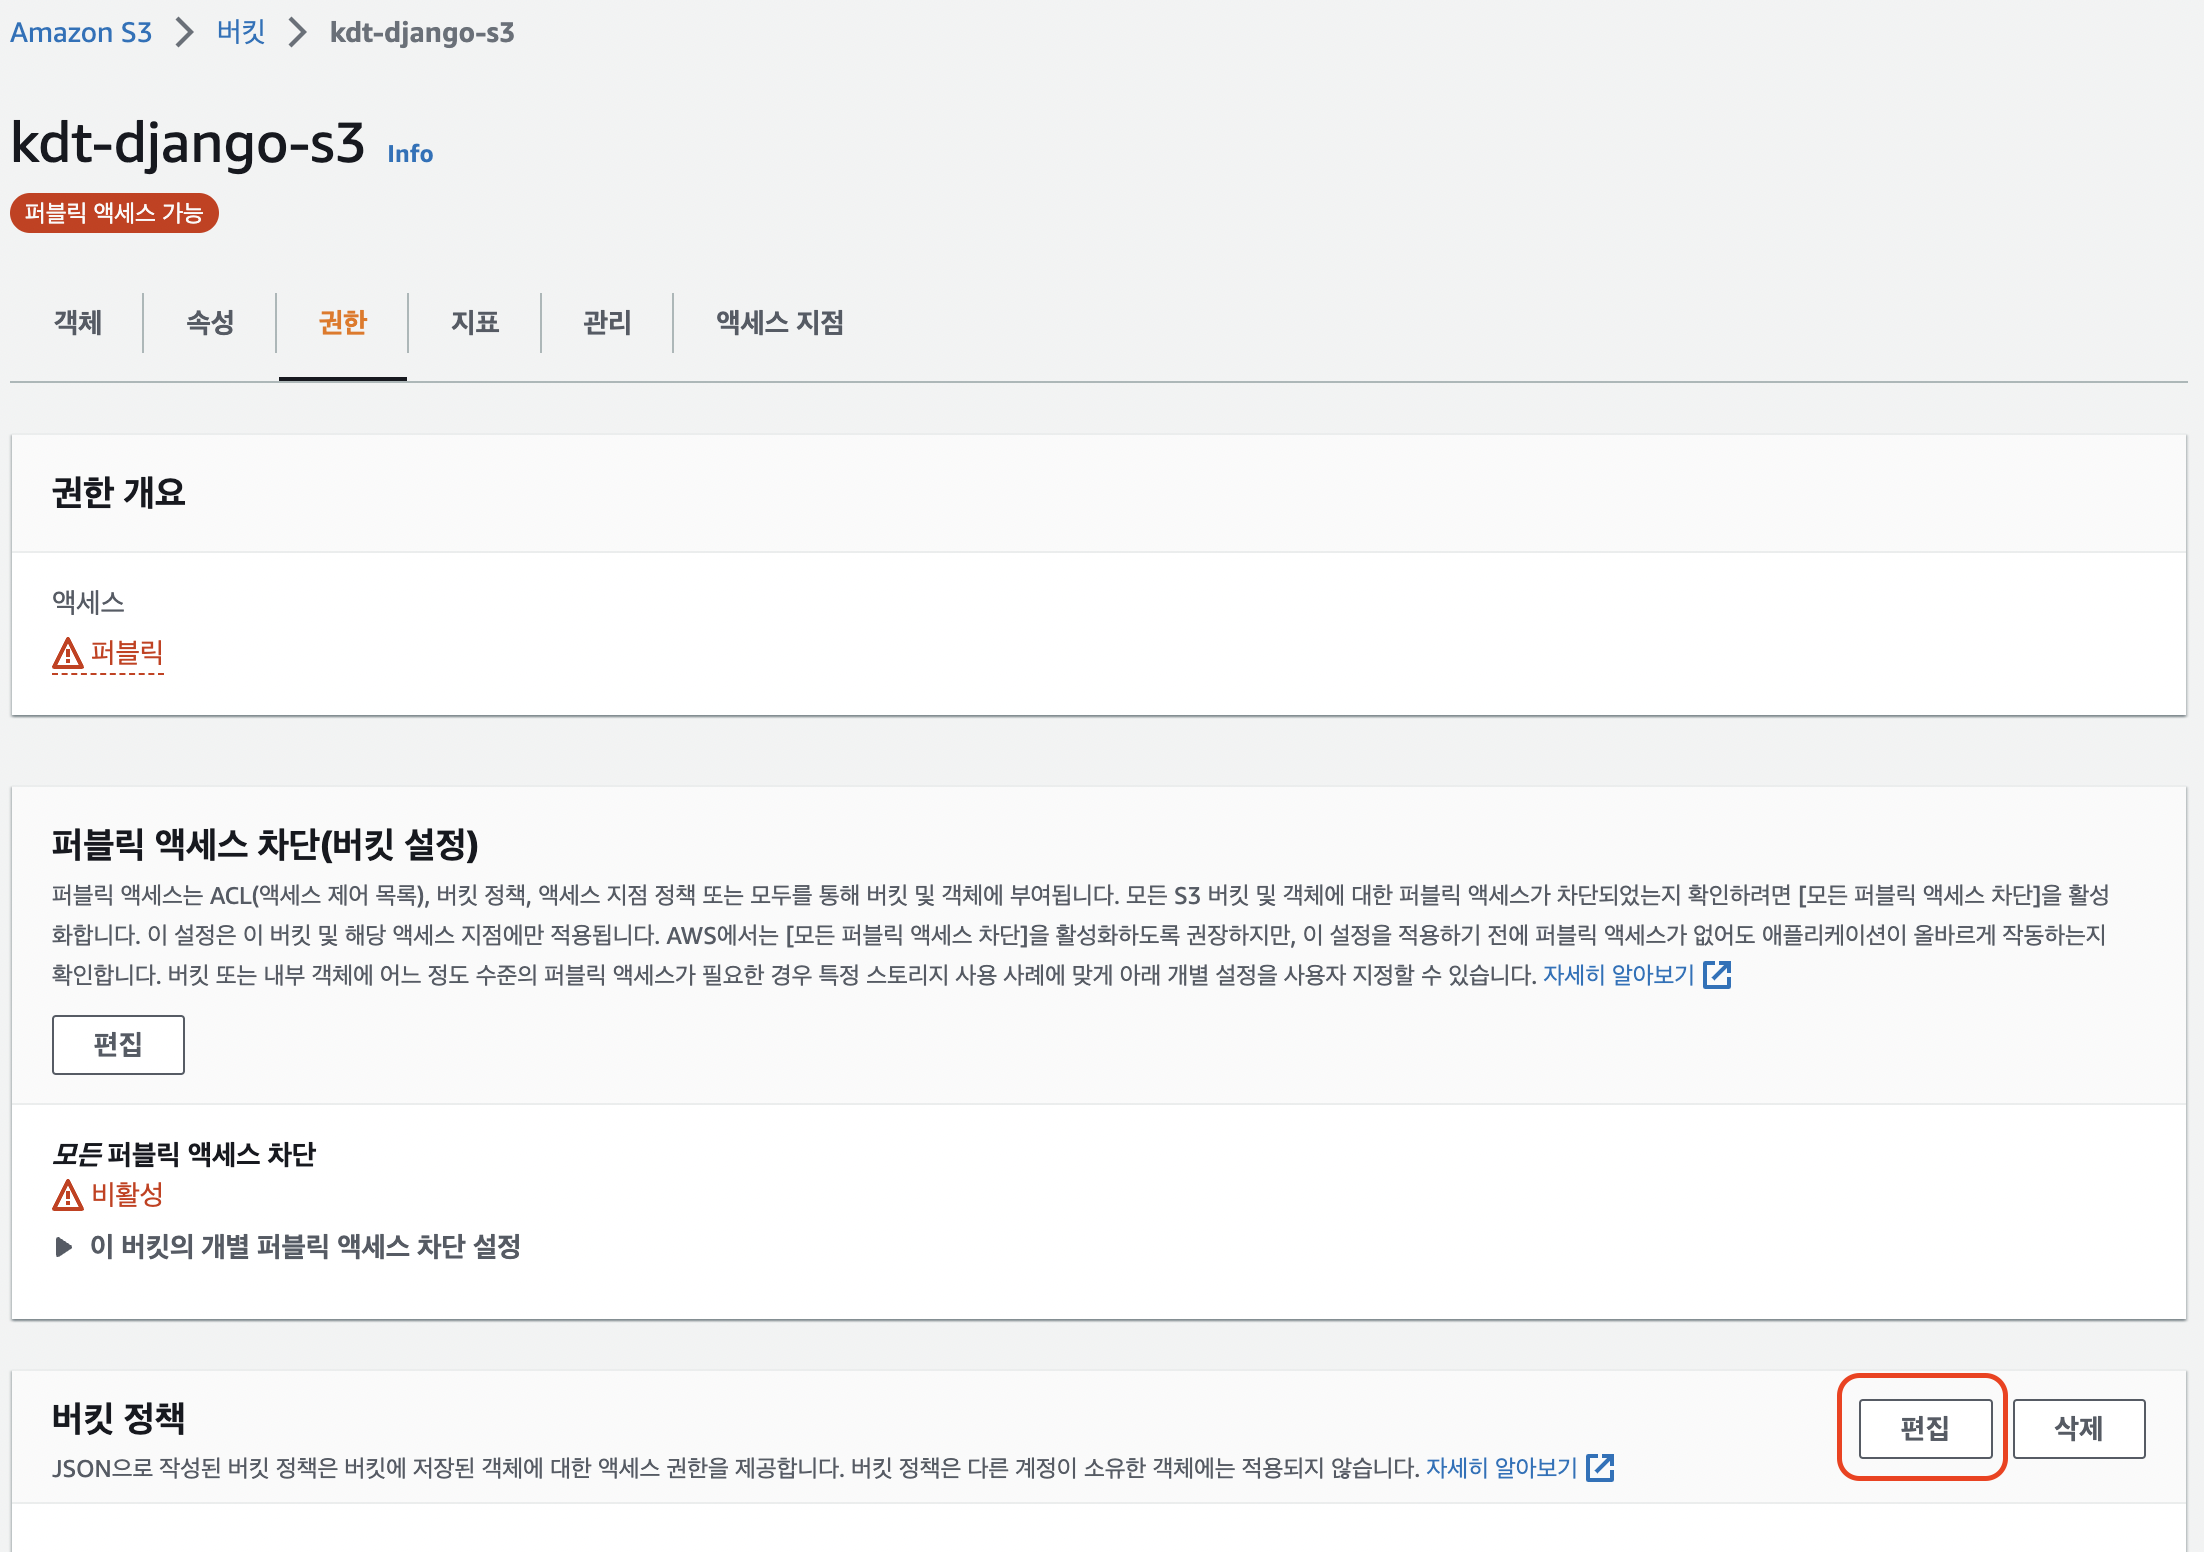 Amazon S3 > 버킷 > kdt-django-s3
kdt-django-s3 Info
퍼블릭 액세스 가능
객체 속성 권한 지표 관리 액세스 지점
권한 개요
액세스
퍼블릭
퍼블릭 액세스 차단(버킷 설정)
퍼블릭 액세스는 ACL(액세스 제어 목록), 버킷 정책, 액세스 지점 정책 또는 모두를 통해 버킷 및 객체에 부여됩니다. 모든 S3 버킷 및 객체에 대한 퍼블릭 액세스가 차단되었는지 확인하려면 [모든 퍼블릭 액세스 차단]을 활성
화합니다. 이 설정은 이 버킷 및 해당 액세스 지점에만 적용됩니다. AWS에서는 [모든 퍼블릭 액세스 차단]을 활성화하도록 권장하지만, 이 설정을 적용하기 전에 퍼블릭 액세스가 없어도 애플리케이션이 올바르게 작동하는지
확인합니다. 버킷 또는 내부 객체에 어느 정도 수준의 퍼블릭 액세스가 필요한 경우 특정 스토리지 사용 사례에 맞게 아래 개별 설정을 사용자 지정할 수 있습니다. 자세히 알아보기
편집
모든 퍼블릭 액세스 차단
비활성
이 버킷의 개별 퍼블릭 액세스 차단 설정
버킷 정책
편집 삭제
JSON으로 작성된 버킷 정책은 버킷에 저장된 객체에 대한 액세스 권한을 제공합니다. 버킷 정책은 다른 계정이 소유한 객체에는 적용되지 않습니다. 자세히 알아보기